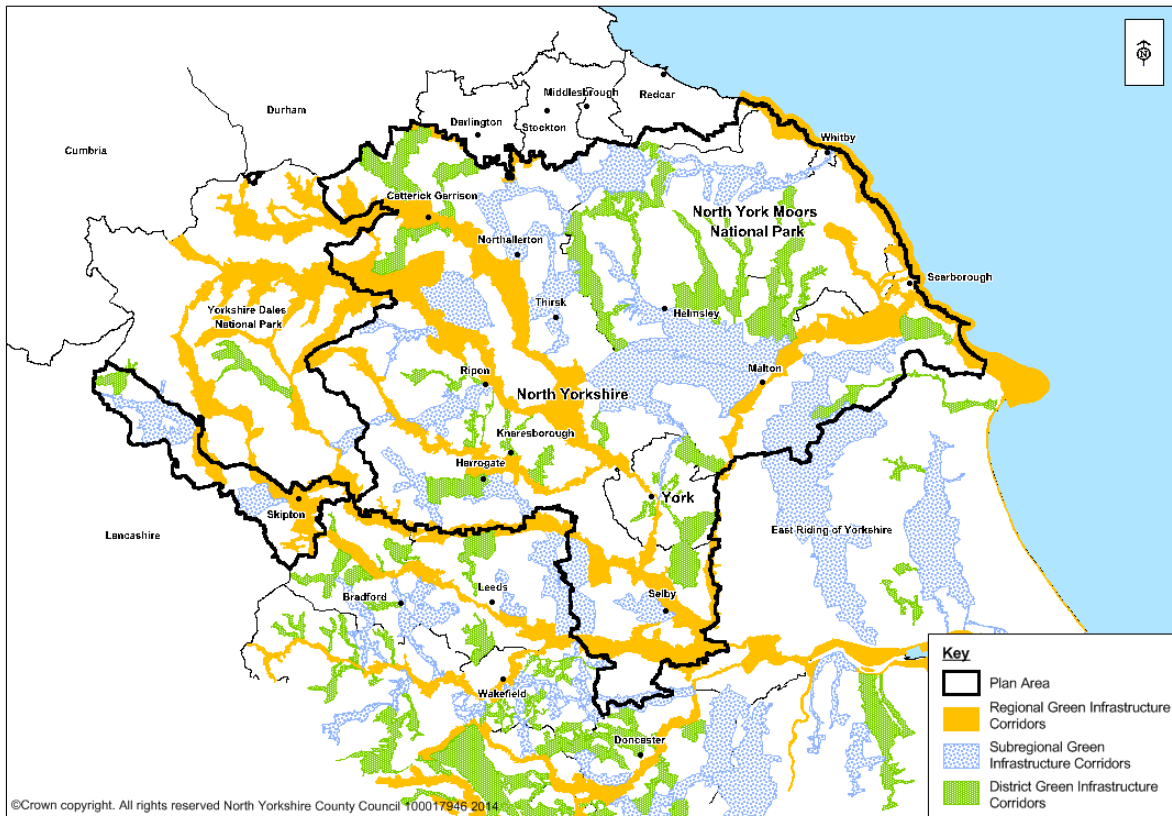 N
Redcar
Middlesbrough
Durham
Stockton
Darlington
Whitby
Cumbria
Catterick Garrison
North York Moors
National Park
Northallerton
Scarborough
Thirsk
Yorkshire Dales
National Park
Helmsley
Malton
Ripon
North Yorkshire
Knaresborough
Harrogate
York
Skipton
East Riding of Yorkshire
Lancashire
Leeds
Bradford
Selby
Wakefield
Doncaster
Key
Plan Area
Regional Green Infrastructure
Corridors
Subregional Green
Infrastructure Corridors
District Green Infrastructure
Corridors
©Crown copyright. All rights reserved North Yorkshire County Council 100017946 2014